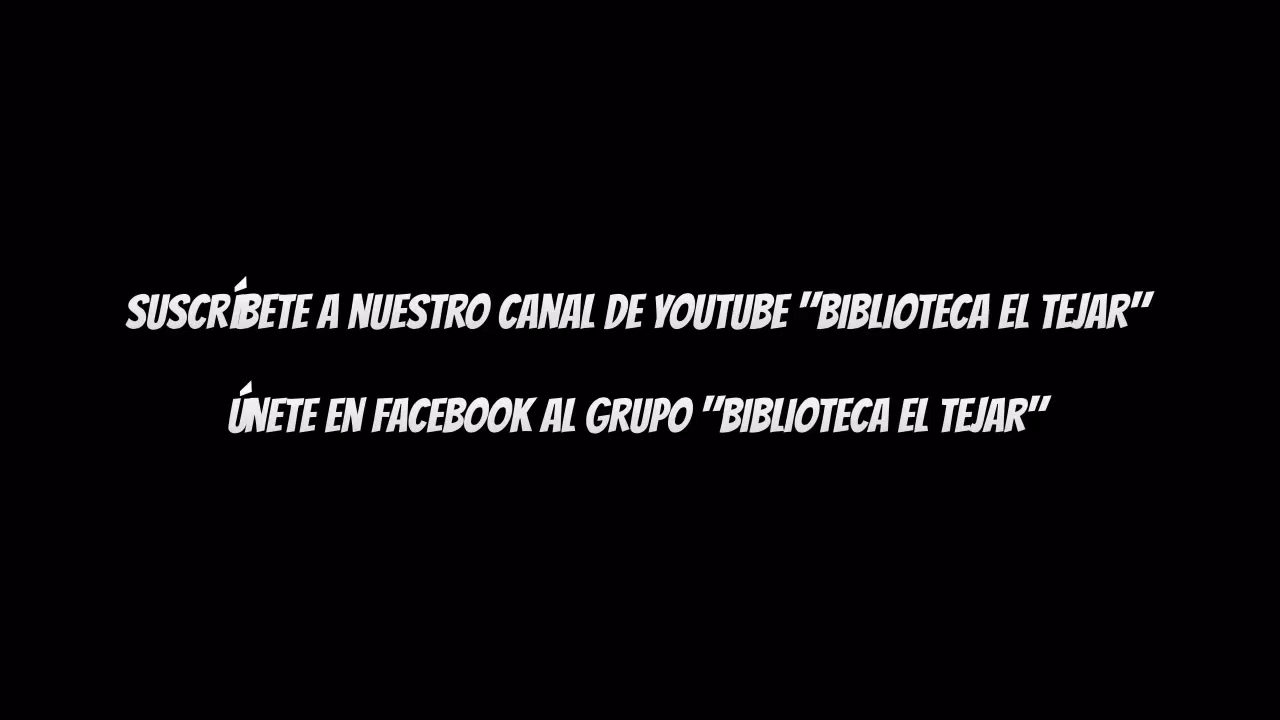 SUSCRÍBETE A NUESTRO CANAL DE YOUTUBE "BIBLIOTECA EL TEJAR"
ÚNETE EN FACEBOOK AL GRUPO "BIBLIOTECA EL TEJAR"